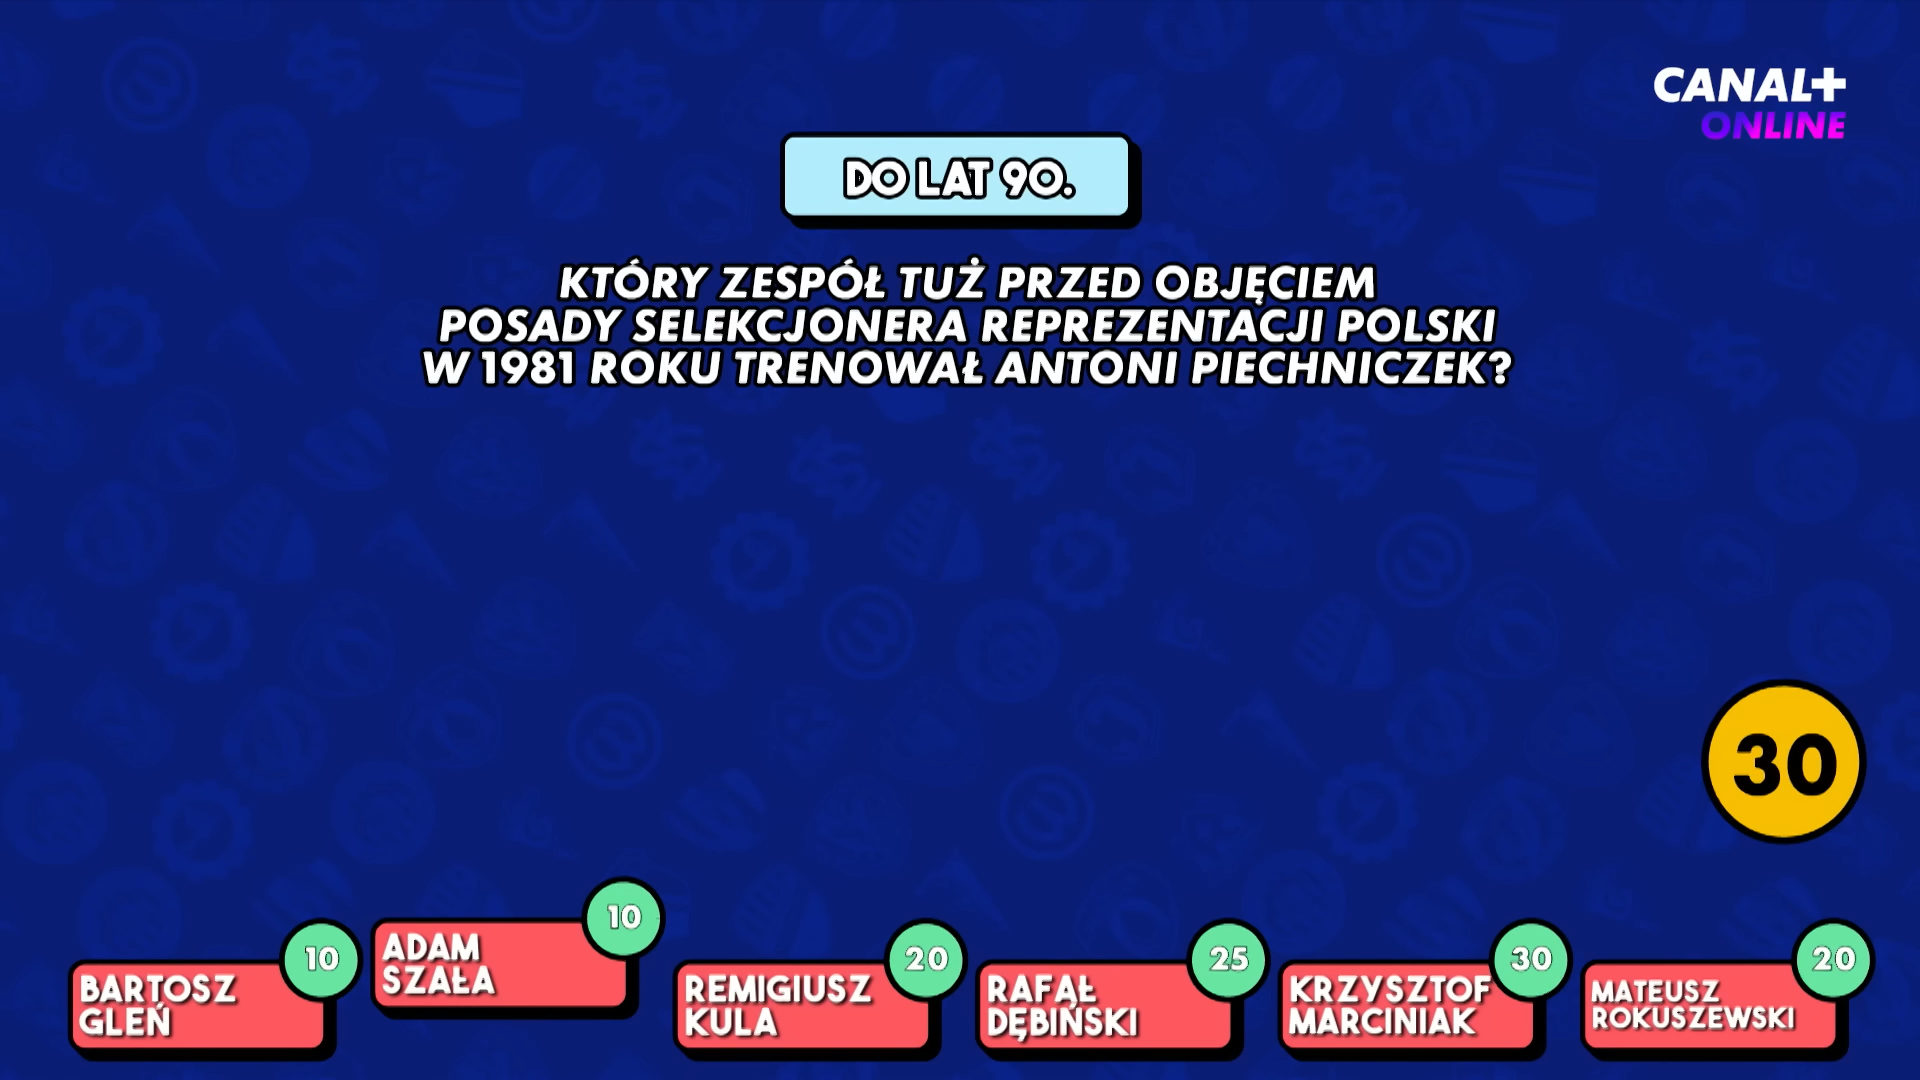 CANAL+
ONLINE
DO LAT 90.
KTÓRY ZESPÓŁ TUŻ PRZED OBJĘCIEM
POSADY SELEKCJONERA REPREZENTACJI POLSKI
W 1981 ROKU TRENOWAŁ ANTONI PIECHNICZEK?
30
BARTOSZ
GLEŃ
10
ADAM
SZAŁA
10
REMIGIUSZ
KULA
20
RAFAŁ
DĘBIŃSKI
25
KRZYSZTOF
MARCINIAK
30
MATEUSZ
ROKUSZEWSKI
20